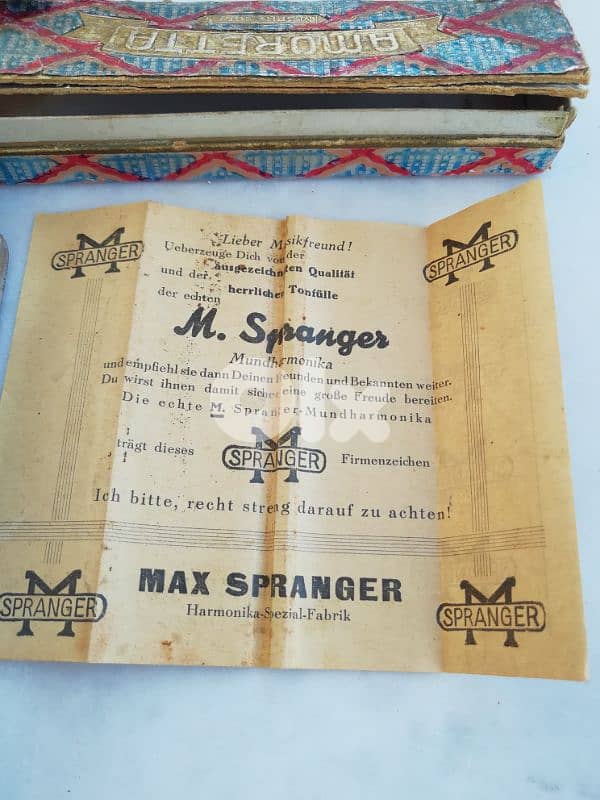 AMORETTA
M
SPRANGER
M
SPRANGER
Lieber Musikfreund!
Ueberzeuge Dich von der
ausgezeichneten Qualität
und der herrlichen Tonfülle
der echten
M. Spranger
Mundharmonika
und empfiehl sie dann Deinen Freunden und Bekannten weiter.
Du wirst ihnen damit sicher eine große Freude bereiten.
Die echte M. Spranger-Mundharmonika
trägt dieses M SPRANGER Firmenzeichen
Ich bitte, recht streng darauf zu achten!
MAX SPRANGER
Harmonika-Spezial-Fabrik
M
SPRANGER
M
SPRANGER
olx